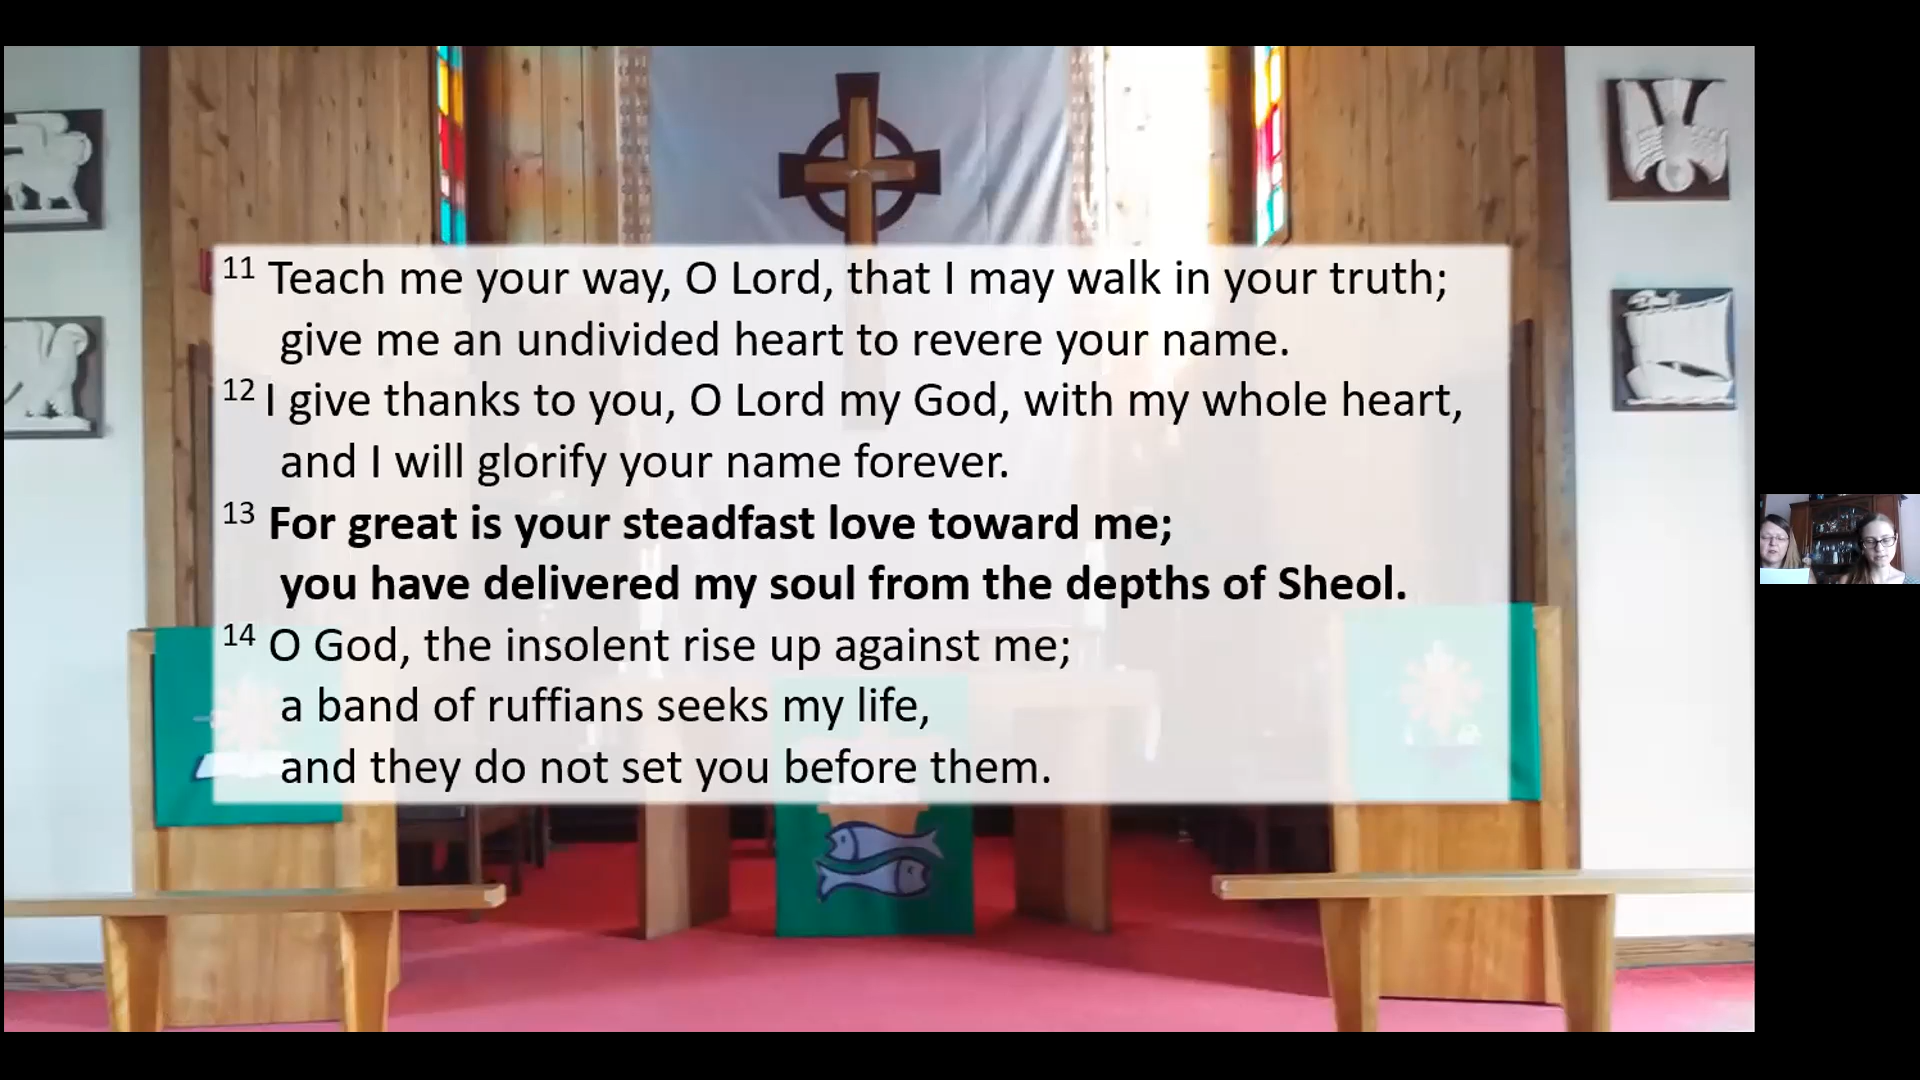 11 Teach me your way, O Lord, that I may walk in your truth;
give me an undivided heart to revere your name.
12 I give thanks to you, O Lord my God, with my whole heart,
and I will glorify your name forever.
13 For great is your steadfast love toward me;
you have delivered my soul from the depths of Sheol.
14 O God, the insolent rise up against me;
a band of ruffians seeks my life,
and they do not set you before them.